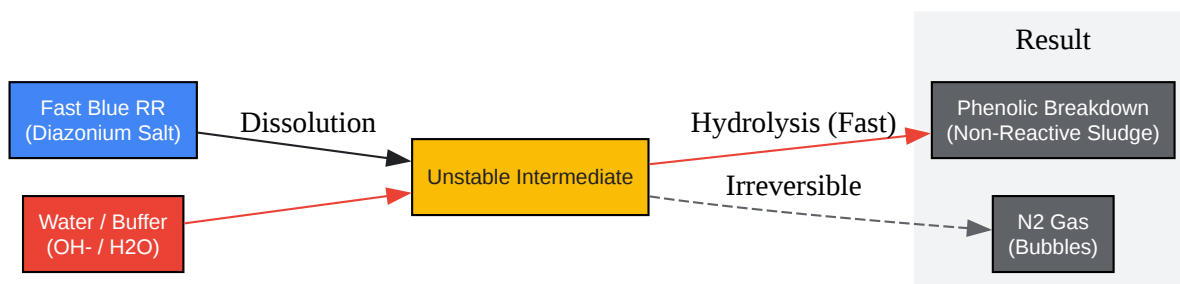 Result
Fast Blue RR
(Diazonium Salt)
Dissolution
Hydrolysis (Fast)
Phenolic Breakdown
(Non-Reactive Sludge)
Unstable Intermediate
Irreversible
Water / Buffer
(OH- / H2O)
N2 Gas
(Bubbles)